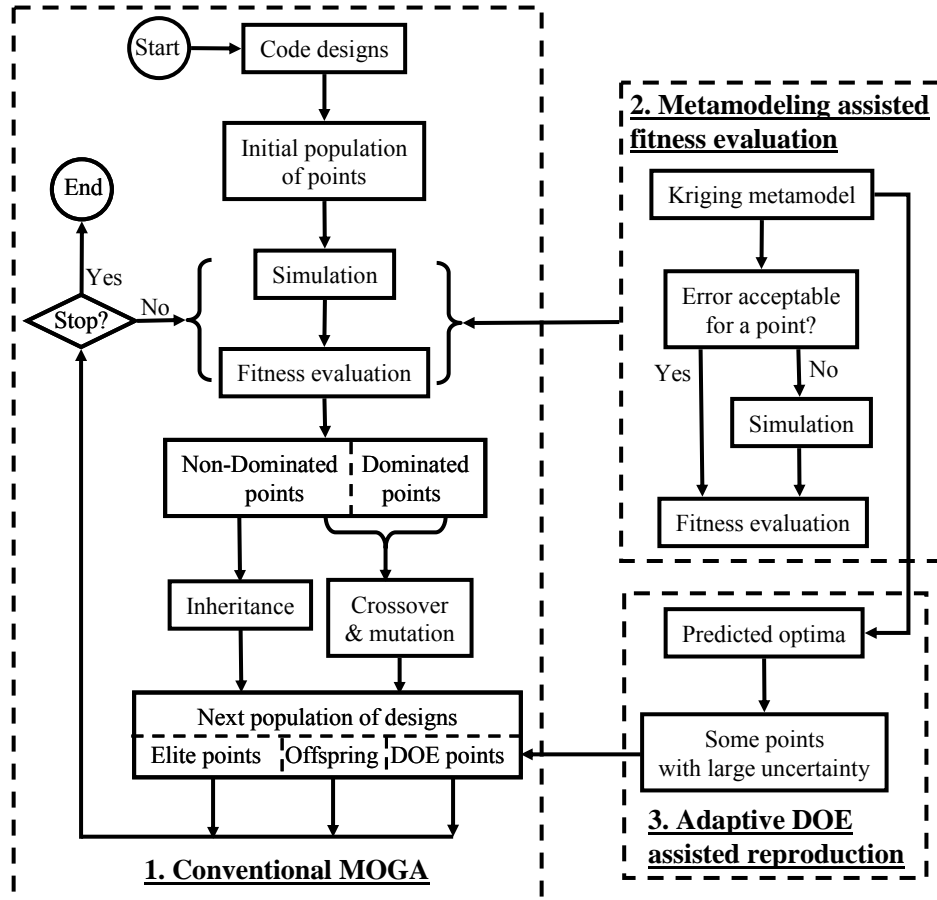 Start
Code designs
Initial population
of points
End
Yes
Stop?
No
Simulation
Fitness evaluation
Non-Dominated
points
Dominated
points
Inheritance
Crossover
& mutation
Next population of designs
Elite points
Offspring
DOE points
1. Conventional MOGA
2. Metamodeling assisted
fitness evaluation
Kriging metamodel
Error acceptable
for a point?
Yes
No
Simulation
Fitness evaluation
Predicted optima
Some points
with large uncertainty
3. Adaptive DOE
assisted reproduction